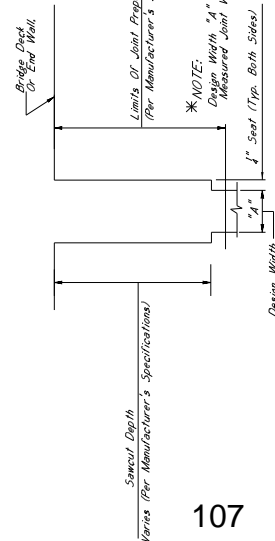 Bridge Deck
Or End Wall.
Limits Of Joint Prep
(Per Manufacturer's
* NOTE:
Design Width "A"
Measured Joint
" Seat (Typ. Both Sides)
"A"
Design Width
Sawcut Depth
Varies (Per Manufacturer's Specifications)
107